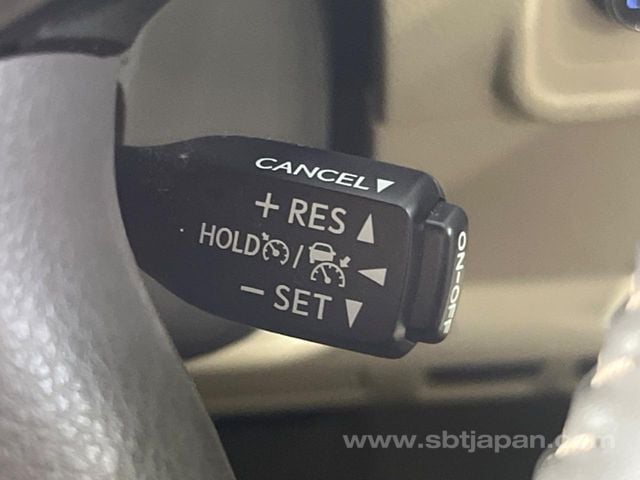 CANCEL▼
+ RES ▲
HOLD / ◄
− SET ▼
ON-OFF
www.sbtjapan.com